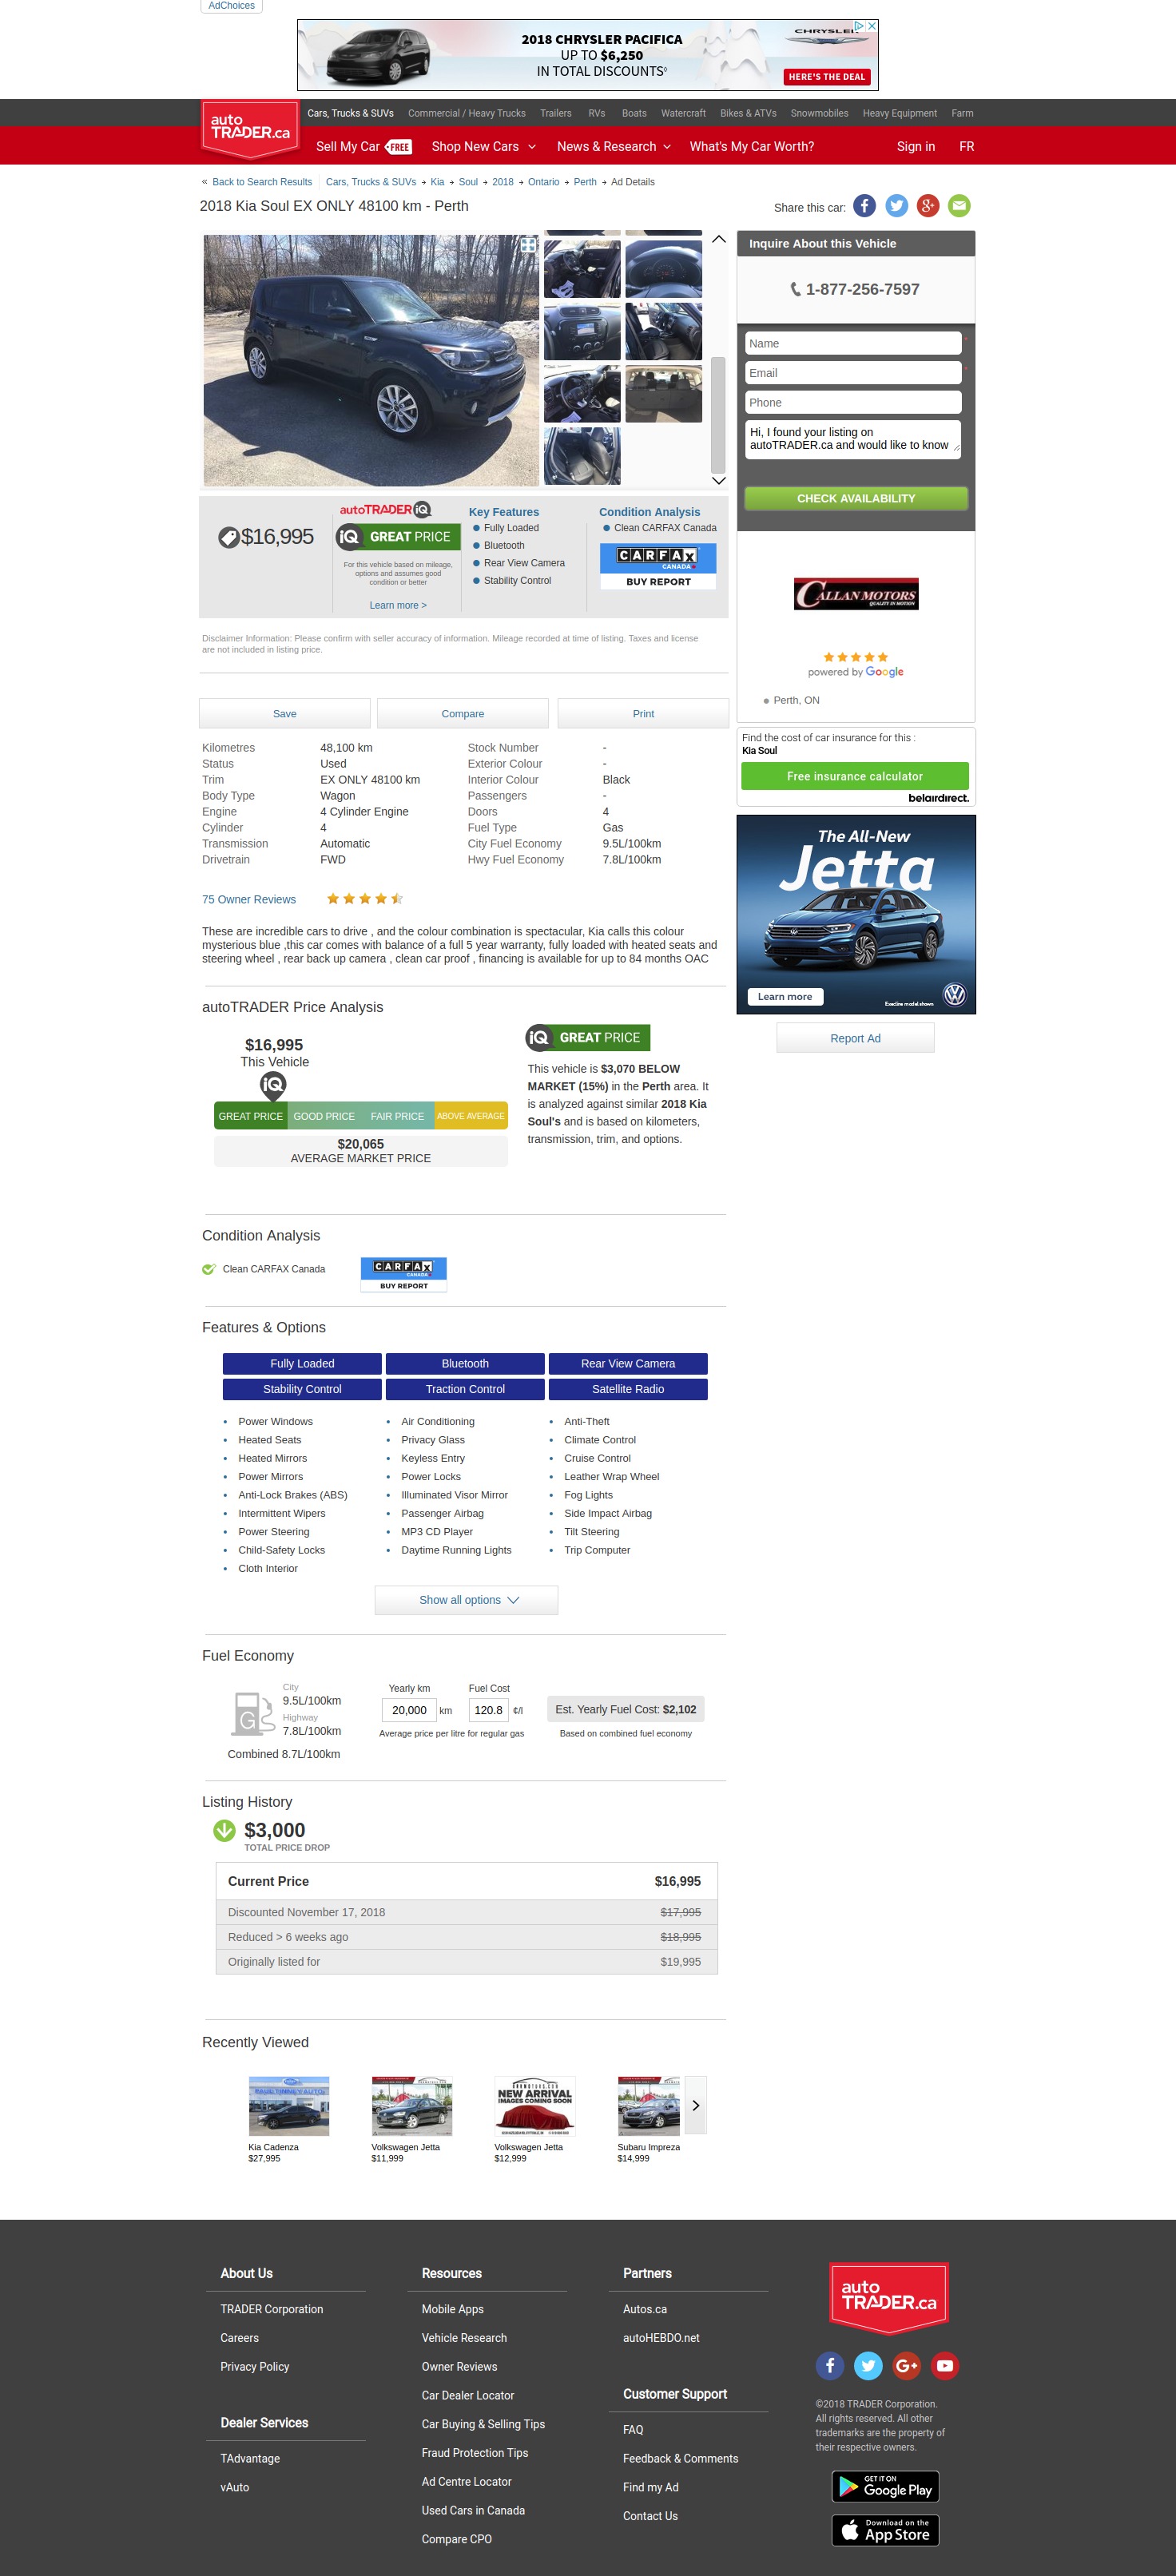 AdChoices
2018 CHRYSLER PACIFICA
UP TO $6,250
IN TOTAL DISCOUNTS◊
CHRYSLER
HERE'S THE DEAL
auto
TRADER.ca
Cars, Trucks & SUVs Commercial / Heavy Trucks Trailers RVs Boats Watercraft Bikes & ATVs Snowmobiles Heavy Equipment Farm
Sell My Car FREE Shop New Cars News & Research What's My Car Worth? Sign in FR
« Back to Search Results Cars, Trucks & SUVs → Kia → Soul → 2018 → Ontario → Perth → Ad Details
2018 Kia Soul EX ONLY 48100 km - Perth
Share this car:
Inquire About this Vehicle
1-877-256-7597
Name *
Email *
Phone
Hi, I found your listing on
autoTRADER.ca and would like to know
CHECK AVAILABILITY
CALLAN MOTORS
QUALITY IN MOTION
powered by Google
Perth, ON
$16,995
autoTRADER iQ
iQ GREAT PRICE
For this vehicle based on mileage,
options and assumes good
condition or better
Learn more >
Key Features
Fully Loaded
Bluetooth
Rear View Camera
Stability Control
Condition Analysis
Clean CARFAX Canada
CARFAX
CANADA
BUY REPORT
Disclaimer Information: Please confirm with seller accuracy of information. Mileage recorded at time of listing. Taxes and license
are not included in listing price.
Save Compare Print
Kilometres 48,100 km Stock Number -
Status Used Exterior Colour -
Trim EX ONLY 48100 km Interior Colour Black
Body Type Wagon Passengers -
Engine 4 Cylinder Engine Doors 4
Cylinder 4 Fuel Type Gas
Transmission Automatic City Fuel Economy 9.5L/100km
Drivetrain FWD Hwy Fuel Economy 7.8L/100km
75 Owner Reviews
These are incredible cars to drive , and the colour combination is spectacular, Kia calls this colour
mysterious blue ,this car comes with balance of a full 5 year warranty, fully loaded with heated seats and
steering wheel , rear back up camera , clean car proof , financing is available for up to 84 months OAC
Find the cost of car insurance for this :
Kia Soul
Free insurance calculator
belairdirect.
The All-New
Jetta
Learn more
Execline model shown
Report Ad
autoTRADER Price Analysis
$16,995
This Vehicle
iQ
GREAT PRICE GOOD PRICE FAIR PRICE ABOVE AVERAGE
$20,065
AVERAGE MARKET PRICE
iQ GREAT PRICE
This vehicle is $3,070 BELOW
MARKET (15%) in the Perth area. It
is analyzed against similar 2018 Kia
Soul's and is based on kilometers,
transmission, trim, and options.
Condition Analysis
Clean CARFAX Canada
CARFAX
CANADA
BUY REPORT
Features & Options
Fully Loaded Bluetooth Rear View Camera
Stability Control Traction Control Satellite Radio
Power Windows Air Conditioning Anti-Theft
Heated Seats Privacy Glass Climate Control
Heated Mirrors Keyless Entry Cruise Control
Power Mirrors Power Locks Leather Wrap Wheel
Anti-Lock Brakes (ABS) Illuminated Visor Mirror Fog Lights
Intermittent Wipers Passenger Airbag Side Impact Airbag
Power Steering MP3 CD Player Tilt Steering
Child-Safety Locks Daytime Running Lights Trip Computer
Cloth Interior
Show all options
Fuel Economy
G
City
9.5L/100km
Highway
7.8L/100km
Combined 8.7L/100km
Yearly km Fuel Cost
20,000 km 120.8 ¢/l
Average price per litre for regular gas
Est. Yearly Fuel Cost: $2,102
Based on combined fuel economy
Listing History
$3,000
TOTAL PRICE DROP
Current Price $16,995
Discounted November 17, 2018 $17,995
Reduced > 6 weeks ago $18,995
Originally listed for $19,995
Recently Viewed
NEW ARRIVAL
IMAGES COMING SOON
Kia Cadenza
$27,995
Volkswagen Jetta
$11,999
Volkswagen Jetta
$12,999
Subaru Impreza
$14,999
About Us
TRADER Corporation
Careers
Privacy Policy
Dealer Services
TAdvantage
vAuto
Resources
Mobile Apps
Vehicle Research
Owner Reviews
Car Dealer Locator
Car Buying & Selling Tips
Fraud Protection Tips
Ad Centre Locator
Used Cars in Canada
Compare CPO
Partners
Autos.ca
autoHEBDO.net
Customer Support
FAQ
Feedback & Comments
Find my Ad
Contact Us
auto
TRADER.ca
©2018 TRADER Corporation.
All rights reserved. All other
trademarks are the property of
their respective owners.
GET IT ON
Google Play
Download on the
App Store